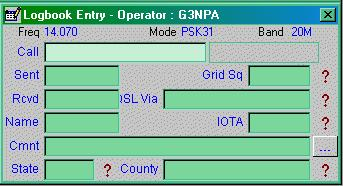 Logbook Entry - Operator : G3NPA
Freq 14.070 Mode PSK31 Band 20M
Call
Sent Grid Sq ?
Rcvd QSL Via ?
Name IOTA ?
Cmnt ...
State ? County ?